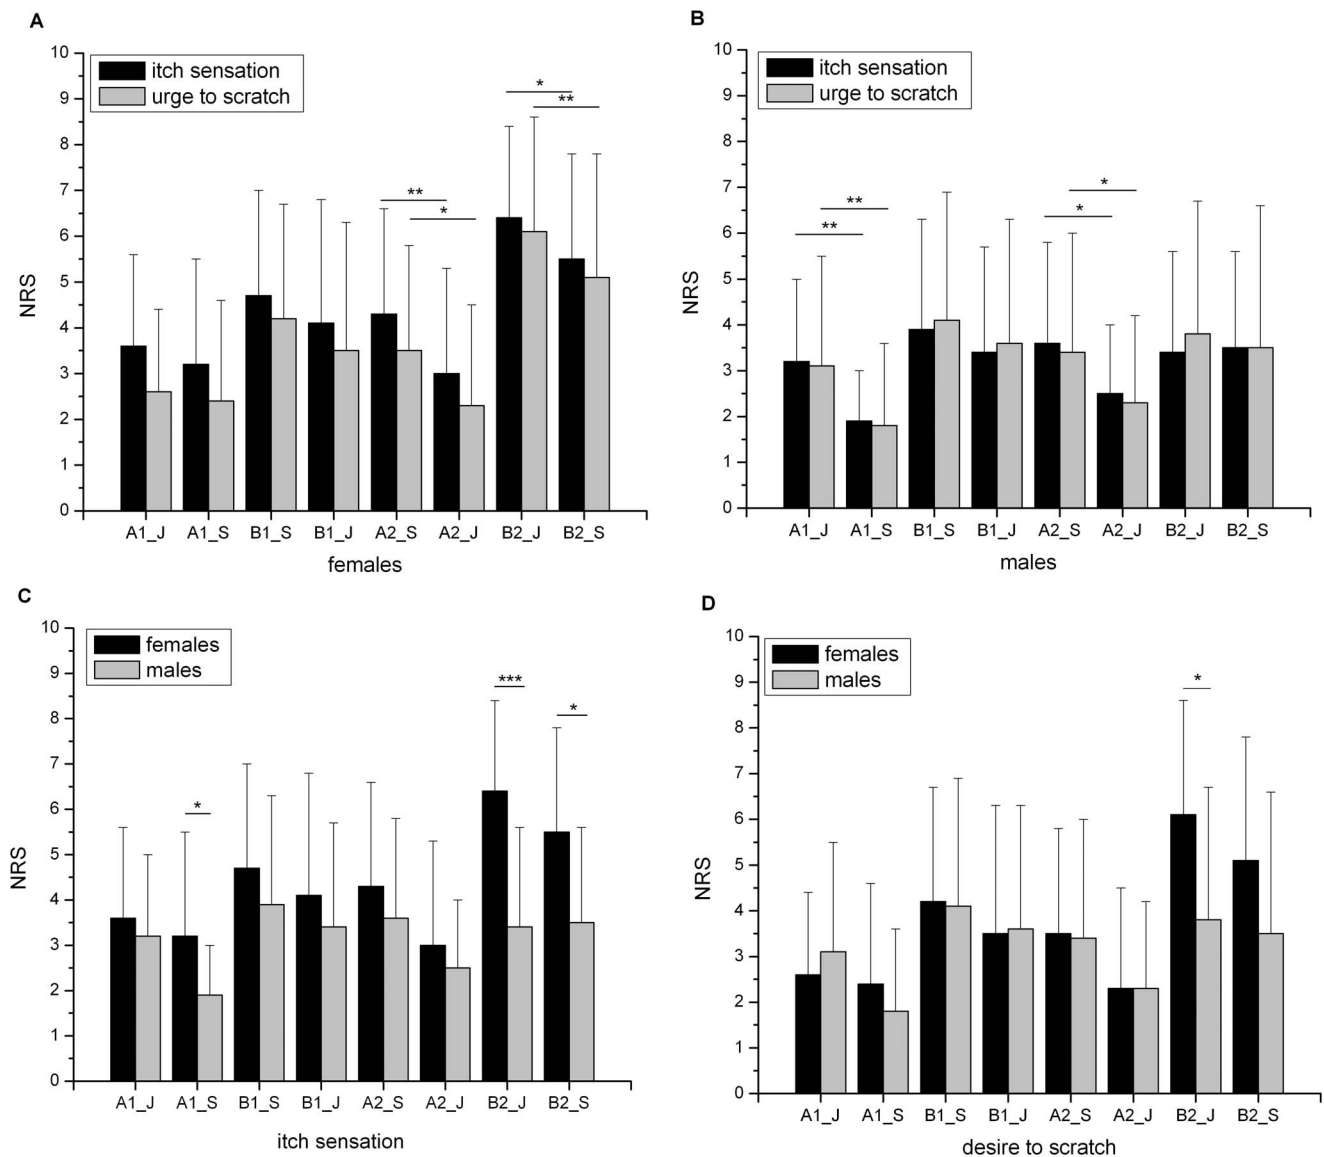 A
10
9
8
7
6
5
4
3
2
1
0
NRS
itch sensation
urge to scratch
*
**
**
*
A1_J A1_S B1_S B1_J A2_S A2_J B2_J B2_S
females
B
10
9
8
7
6
5
4
3
2
1
0
NRS
itch sensation
urge to scratch
**
**
*
*
A1_J A1_S B1_S B1_J A2_S A2_J B2_J B2_S
males
C
10
9
8
7
6
5
4
3
2
1
0
NRS
females
males
***
*
*
A1_J A1_S B1_S B1_J A2_S A2_J B2_J B2_S
itch sensation
D
10
9
8
7
6
5
4
3
2
1
0
NRS
females
males
*
A1_J A1_S B1_S B1_J A2_S A2_J B2_J B2_S
desire to scratch